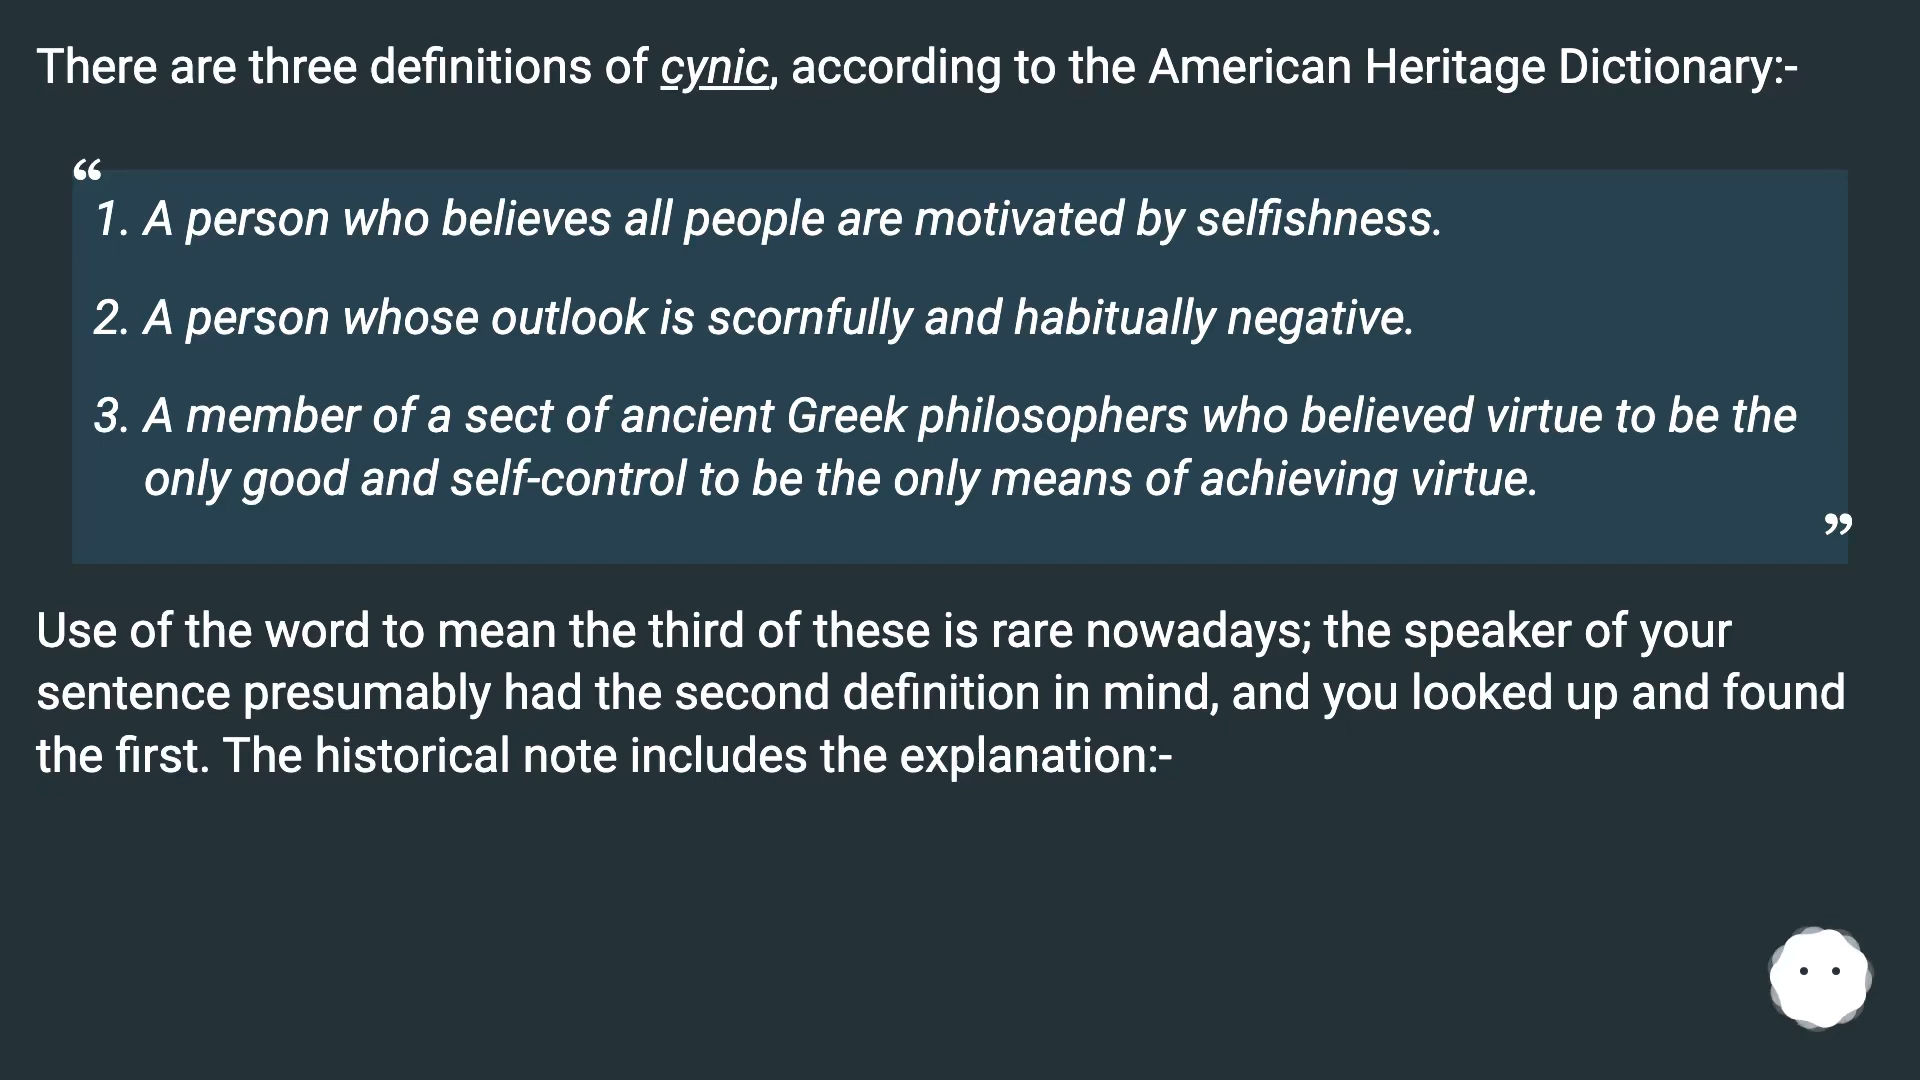 There are three definitions of cynic, according to the American Heritage Dictionary:-
“
1. A person who believes all people are motivated by selfishness.
2. A person whose outlook is scornfully and habitually negative.
3. A member of a sect of ancient Greek philosophers who believed virtue to be the
only good and self-control to be the only means of achieving virtue.
”
Use of the word to mean the third of these is rare nowadays; the speaker of your
sentence presumably had the second definition in mind, and you looked up and found
the first. The historical note includes the explanation:-